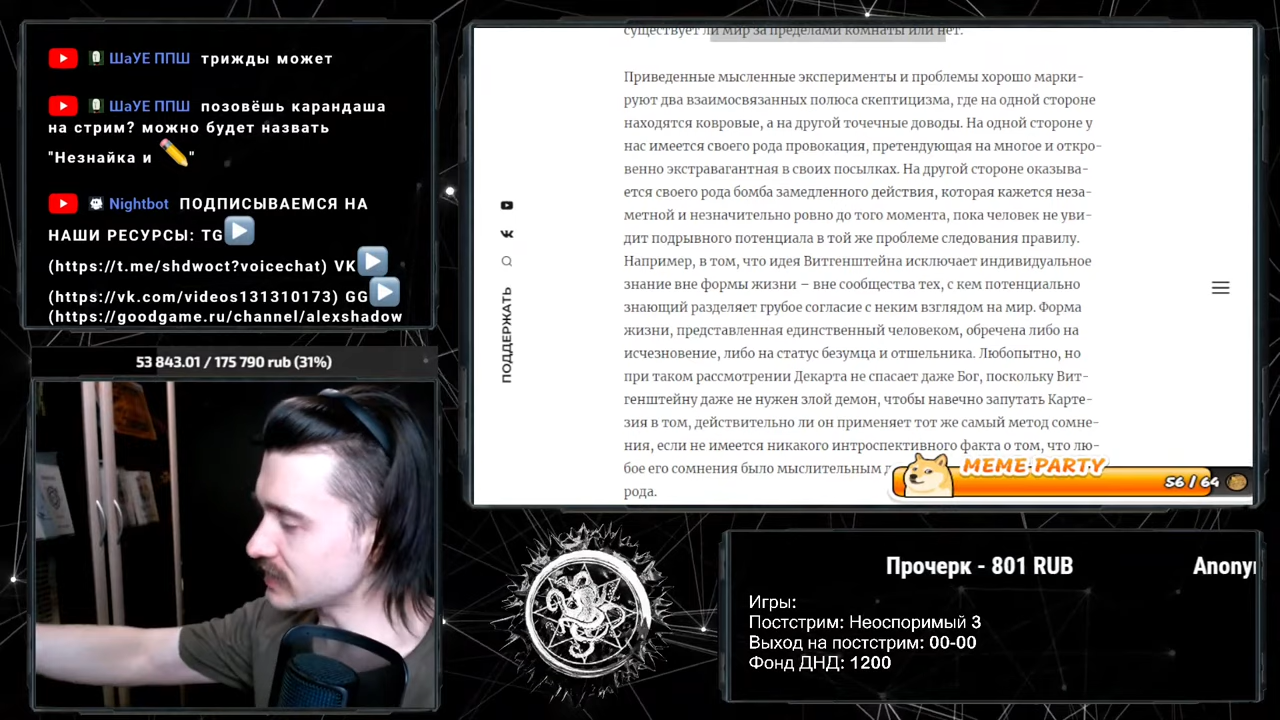 ШаУЕ ППШ трижды может
ШаУЕ ППШ позовёшь карандаша
на стрим? можно будет назвать
"Незнайка и ✏️"
Nightbot ПОДПИСЫВАЕМСЯ НА
НАШИ РЕСУРСЫ: TG▶️
(https://t.me/shdwoct?voicechat) VK▶️
(https://vk.com/videos131310173) GG▶️
(https://goodgame.ru/channel/alexshadow
53 843.01 / 175 790 rub (31%)
существует ли мир за пределами комнаты или нет.
Приведенные мысленные эксперименты и проблемы хорошо марки-
руют два взаимосвязанных полюса скептицизма, где на одной стороне
находятся ковровые, а на другой точечные доводы. На одной стороне у
нас имеется своего рода провокация, претендующая на многое и откро-
венно экстравагантная в своих посылках. На другой стороне оказыва-
ется своего рода бомба замедленного действия, которая кажется неза-
метной и незначительно ровно до того момента, пока человек не уви-
дит подрывного потенциала в той же проблеме следования правилу.
Например, в том, что идея Витгенштейна исключает индивидуальное
знание вне формы жизни – вне сообщества тех, с кем потенциально
знающий разделяет грубое согласие с неким взглядом на мир. Форма
жизни, представленная единственный человеком, обречена либо на
исчезновение, либо на статус безумца и отшельника. Любопытно, но
при таком рассмотрении Декарта не спасает даже Бог, поскольку Вит-
генштейну даже не нужен злой демон, чтобы навечно запутать Карте-
зия в том, действительно ли он применяет тот же самый метод сомне-
ния, если не имеется никакого интроспективного факта о том, что лю-
бое его сомнения было мыслительным
рода.
ПОДДЕРЖАТЬ
MEME PARTY
56 / 64
Прочерк - 801 RUB
Anony
Игры:
Постстрим: Неоспоримый 3
Выход на постстрим: 00-00
Фонд ДНД: 1200